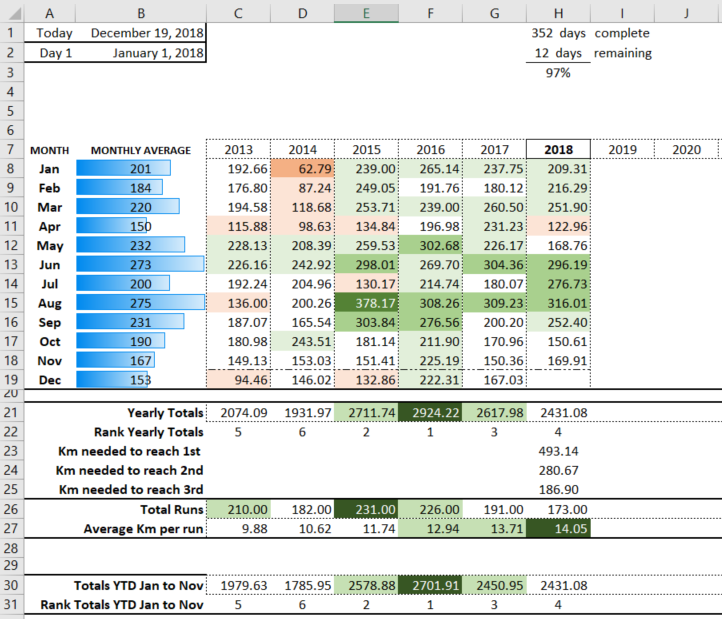 A B C D E F G H I J
1 Today December 19, 2018 352 days complete
2 Day 1 January 1, 2018 12 days remaining
3 97%
4
5
6
7 MONTH MONTHLY AVERAGE 2013 2014 2015 2016 2017 2018 2019 2020
8 Jan 201 192.66 62.79 239.00 265.14 237.75 209.31
9 Feb 184 176.80 87.24 249.05 191.76 180.12 216.29
10 Mar 220 194.58 118.68 253.71 239.00 260.50 251.90
11 Apr 150 115.88 98.63 134.84 196.98 231.23 122.96
12 May 232 228.13 208.39 259.53 302.68 226.17 168.76
13 Jun 273 226.16 242.92 298.01 269.70 304.36 296.19
14 Jul 200 192.24 204.96 130.17 214.74 180.07 276.73
15 Aug 275 136.00 200.26 378.17 308.26 309.23 316.01
16 Sep 231 187.07 165.54 303.84 276.56 200.20 252.40
17 Oct 190 180.98 243.51 181.14 211.90 170.96 150.61
18 Nov 167 149.13 153.03 151.41 225.19 150.36 169.91
19 Dec 153 94.46 146.02 132.86 222.31 167.03
20
21 Yearly Totals 2074.09 1931.97 2711.74 2924.22 2617.98 2431.08
22 Rank Yearly Totals 5 6 2 1 3 4
23 Km needed to reach 1st 493.14
24 Km needed to reach 2nd 280.67
25 Km needed to reach 3rd 186.90
26 Total Runs 210.00 182.00 231.00 226.00 191.00 173.00
27 Average Km per run 9.88 10.62 11.74 12.94 13.71 14.05
28
29
30 Totals YTD Jan to Nov 1979.63 1785.95 2578.88 2701.91 2450.95 2431.08
31 Rank Totals YTD Jan to Nov 5 6 2 1 3 4